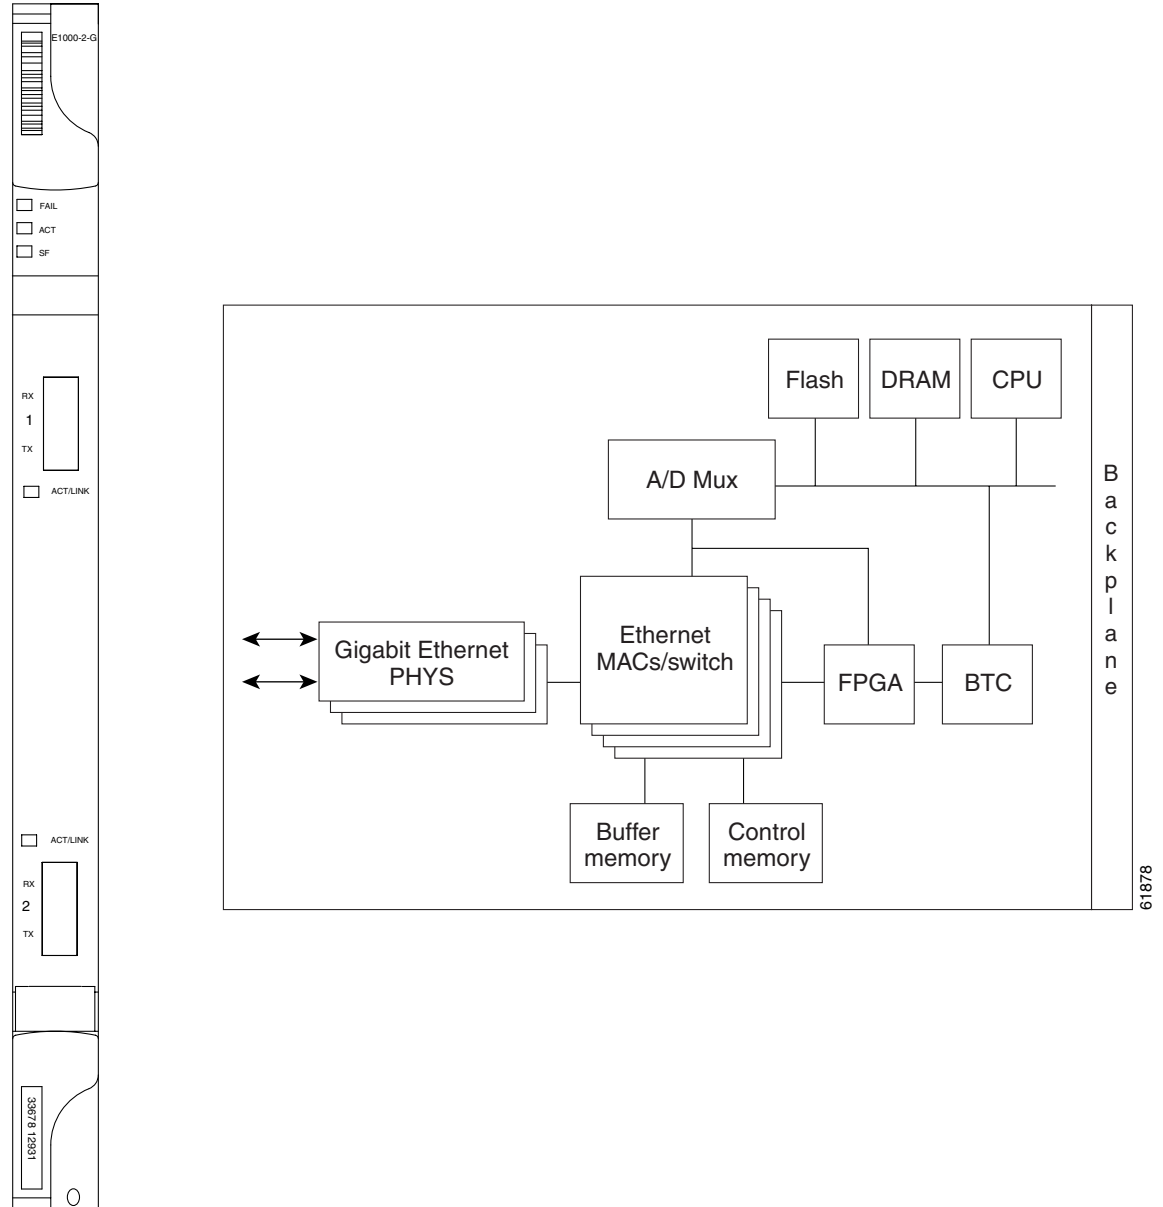 E1000-2-G
FAIL
ACT
SF
RX
1
TX
ACT/LINK
ACT/LINK
RX
2
TX
33678 12931
Flash
DRAM
CPU
A/D Mux
Ethernet
MACs/switch
Gigabit Ethernet
PHYS
FPGA
BTC
Buffer
memory
Control
memory
Backplane
61878